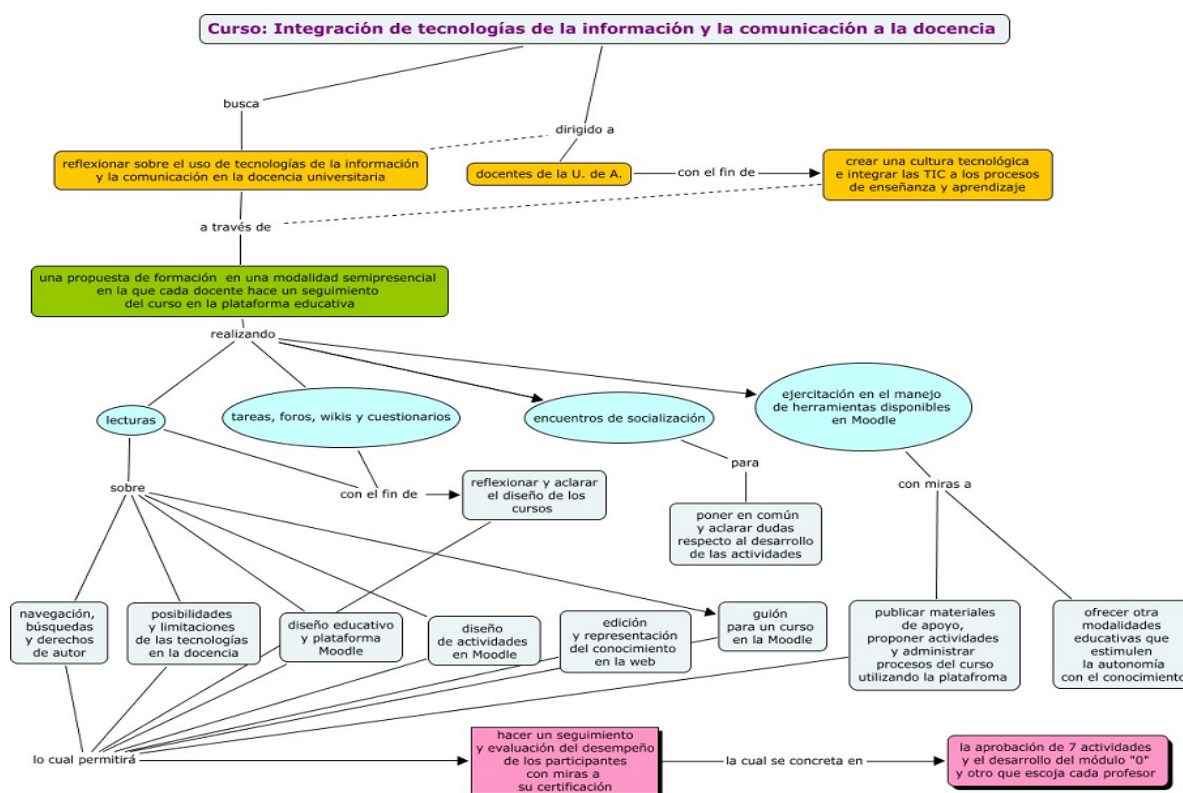 Curso: Integración de tecnologías de la información y la comunicación a la docencia
busca
dirigido a
reflexionar sobre el uso de tecnologías de la información
y la comunicación en la docencia universitaria
docentes de la U. de A.
con el fin de
crear una cultura tecnológica
e integrar las TIC a los procesos
de enseñanza y aprendizaje
a través de
una propuesta de formación en una modalidad semipresencial
en la que cada docente hace un seguimiento
del curso en la plataforma educativa
realizando
lecturas
tareas, foros, wikis y cuestionarios
encuentros de socialización
ejercitación en el manejo
de herramientas disponibles
en Moodle
sobre
con el fin de
reflexionar y aclarar
el diseño de los
cursos
para
con miras a
poner en común
y aclarar dudas
respecto al desarrollo
de las actividades
navegación,
búsquedas
y derechos
de autor
posibilidades
y limitaciones
de las tecnologías
en la docencia
diseño educativo
y plataforma
Moodle
diseño
de actividades
en Moodle
edición
y representación
del conocimiento
en la web
guión
para un curso
en la Moodle
publicar materiales
de apoyo,
proponer actividades
y administrar
procesos del curso
utilizando la platafroma
ofrecer otra
modalidades
educativas que
estimulen
la autonomía
con el conocimiento
lo cual permitirá
hacer un seguimiento
y evaluación del desempeño
de los participantes
con miras a
su certificación
la cual se concreta en
la aprobación de 7 actividades
y el desarrollo del módulo "0"
y otro que escoja cada profesor